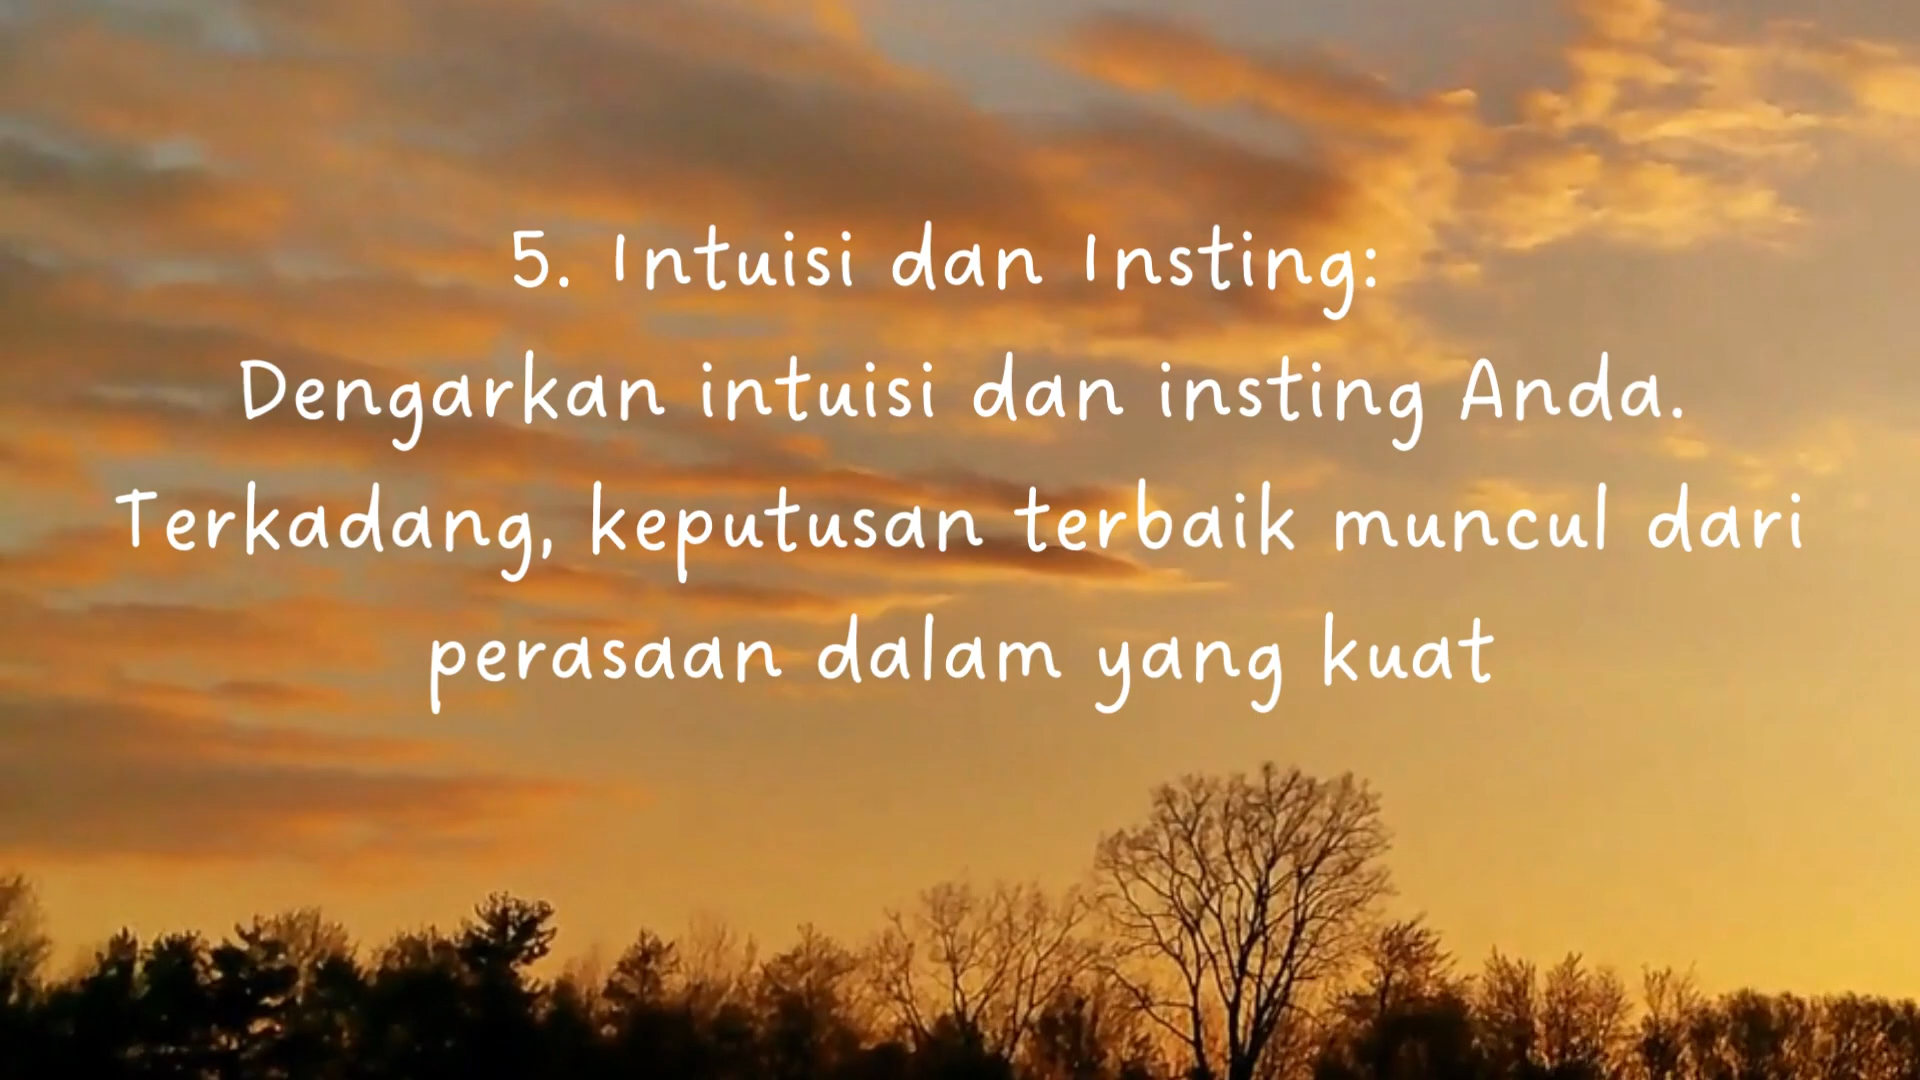 5. Intuisi dan Insting:
Dengarkan intuisi dan insting Anda.
Terkadang, keputusan terbaik muncul dari
perasaan dalam yang kuat